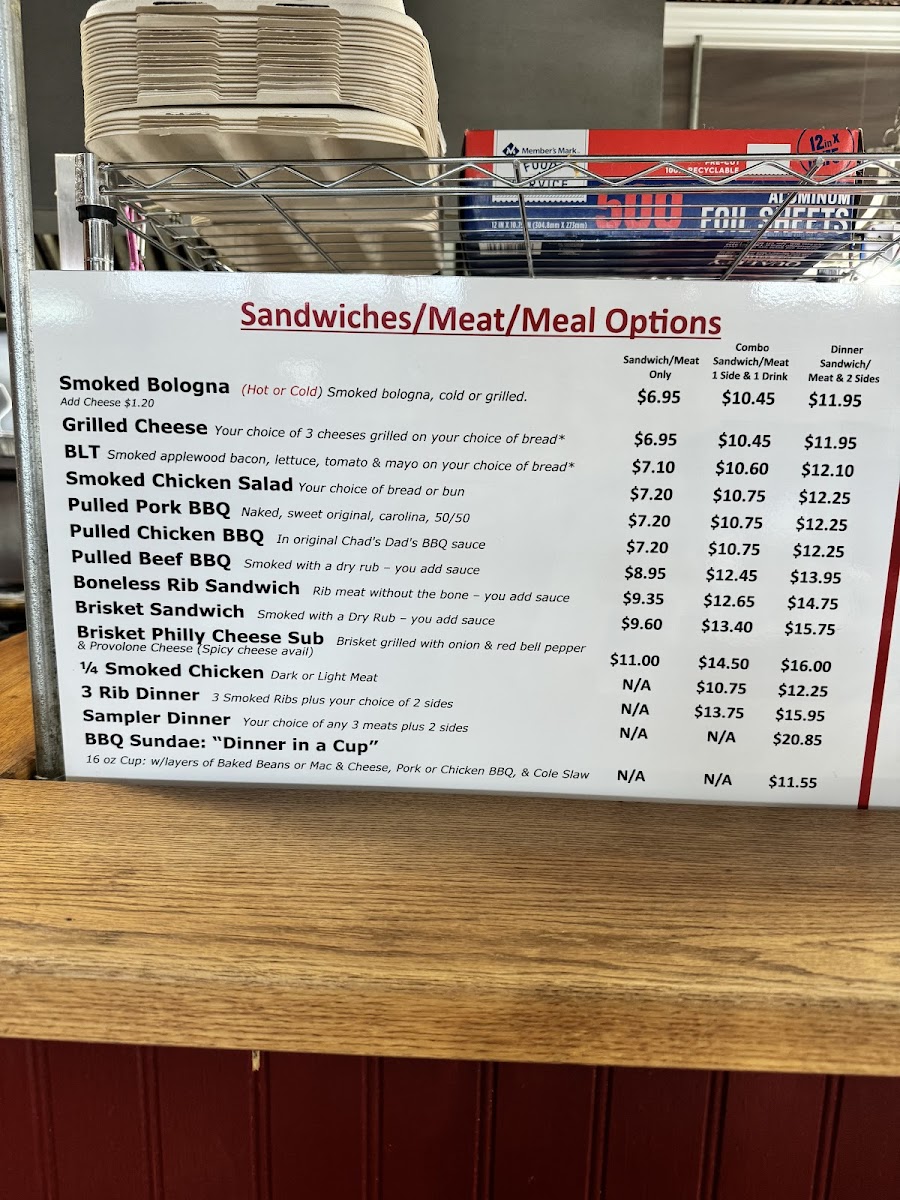 Member's Mark
FOOD
RVICE
12 in X
PRE-CUT
100% RECYCLABLE
500
ALUMINUM
FOIL SHEETS
Sandwiches/Meat/Meal Options
Sandwich/Meat Only
Combo Sandwich/Meat 1 Side & 1 Drink
Dinner Sandwich/ Meat & 2 Sides
Smoked Bologna (Hot or Cold) Smoked bologna, cold or grilled. $6.95 $10.45 $11.95
Add Cheese $1.20
Grilled Cheese Your choice of 3 cheeses grilled on your choice of bread* $6.95 $10.45 $11.95
BLT Smoked applewood bacon, lettuce, tomato & mayo on your choice of bread* $7.10 $10.60 $12.10
Smoked Chicken Salad Your choice of bread or bun $7.20 $10.75 $12.25
Pulled Pork BBQ Naked, sweet original, carolina, 50/50 $7.20 $10.75 $12.25
Pulled Chicken BBQ In original Chad's Dad's BBQ sauce $7.20 $10.75 $12.25
Pulled Beef BBQ Smoked with a dry rub – you add sauce $8.95 $12.45 $13.95
Boneless Rib Sandwich Rib meat without the bone – you add sauce $9.35 $12.65 $14.75
Brisket Sandwich Smoked with a Dry Rub – you add sauce $9.60 $13.40 $15.75
Brisket Philly Cheese Sub Brisket grilled with onion & red bell pepper
& Provolone Cheese (Spicy cheese avail) $11.00 $14.50 $16.00
¼ Smoked Chicken Dark or Light Meat N/A $10.75 $12.25
3 Rib Dinner 3 Smoked Ribs plus your choice of 2 sides N/A $13.75 $15.95
Sampler Dinner Your choice of any 3 meats plus 2 sides N/A N/A $20.85
BBQ Sundae: “Dinner in a Cup”
16 oz Cup: w/layers of Baked Beans or Mac & Cheese, Pork or Chicken BBQ, & Cole Slaw N/A N/A $11.55